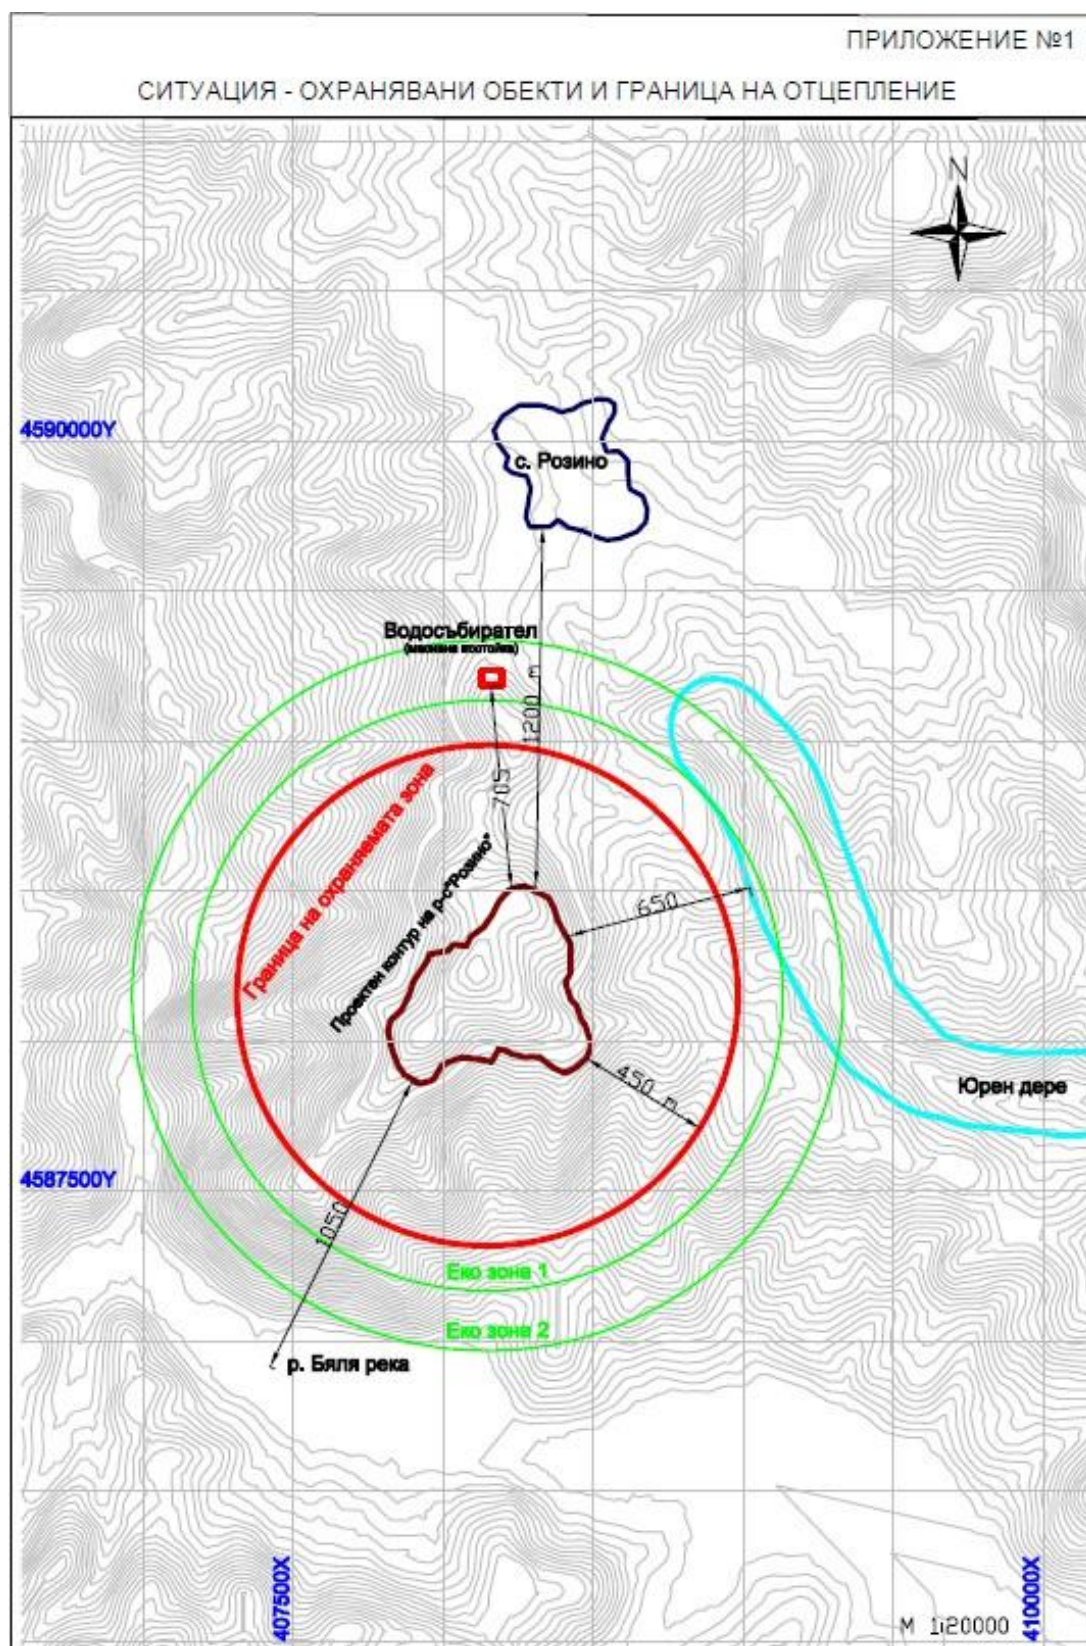 ПРИЛОЖЕНИЕ №1
СИТУАЦИЯ - ОХРАНЯВАНИ ОБЕКТИ И ГРАНИЦА НА ОТЦЕПЛЕНИЕ
N
4590000Y
с. Розино
Водосъбирател
1200 m
705
Граница на охраняемата зона
Проектен контур на р-с"Розино"
650
450 m
Юрен дере
4587500Y
1050
Еко зона 1
Еко зона 2
р. Бяля река
407500X
410000X
М 1:20000